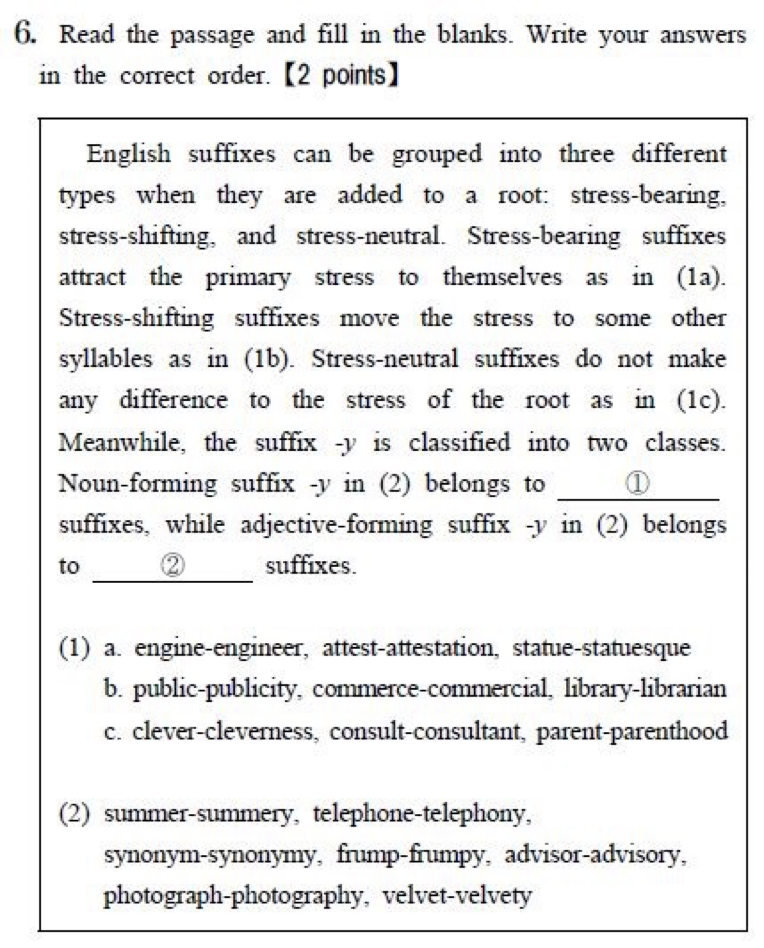 6. Read the passage and fill in the blanks. Write your answers
in the correct order. 【2 points】
English suffixes can be grouped into three different
types when they are added to a root: stress-bearing,
stress-shifting, and stress-neutral. Stress-bearing suffixes
attract the primary stress to themselves as in (1a).
Stress-shifting suffixes move the stress to some other
syllables as in (1b). Stress-neutral suffixes do not make
any difference to the stress of the root as in (1c).
Meanwhile, the suffix -y is classified into two classes.
Noun-forming suffix -y in (2) belongs to ①
suffixes, while adjective-forming suffix -y in (2) belongs
to ② suffixes.
(1) a. engine-engineer, attest-attestation, statue-statuesque
b. public-publicity, commerce-commercial, library-librarian
c. clever-cleverness, consult-consultant, parent-parenthood
(2) summer-summery, telephone-telephony,
synonym-synonymy, frump-frumpy, advisor-advisory,
photograph-photography, velvet-velvety